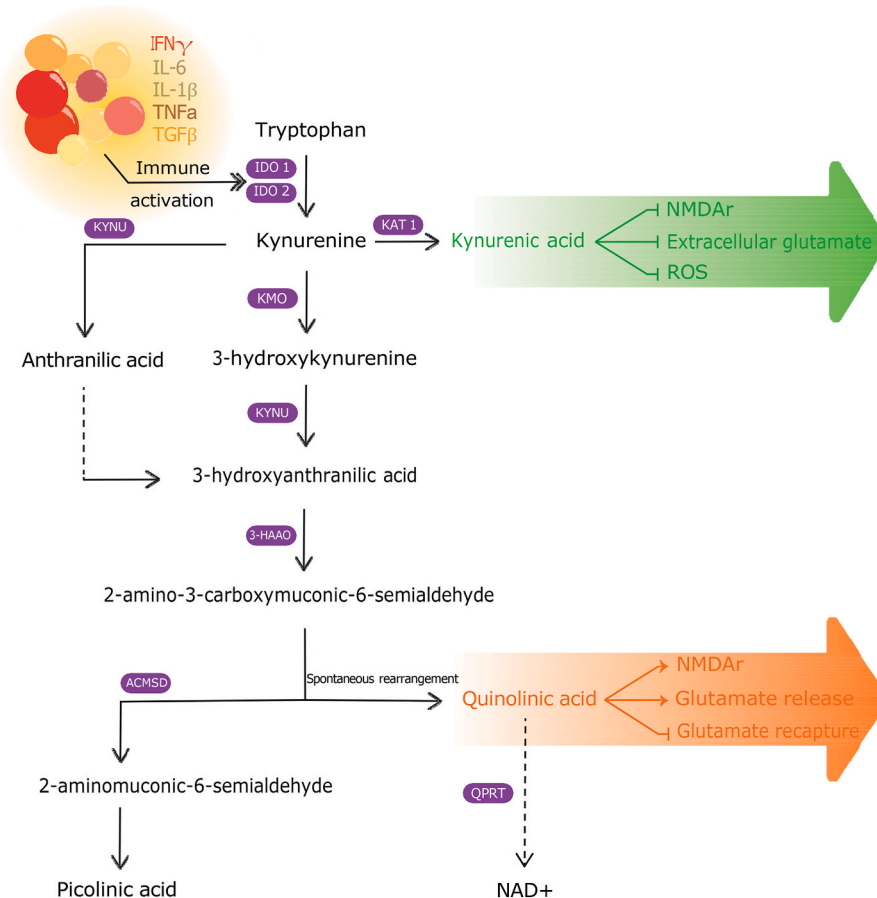 IFNγ
IL-6
IL-1β
TNFa
TGFβ
Tryptophan
Immune
activation
IDO 1
IDO 2
KYNU
KAT 1
Kynurenine
Kynurenic acid
NMDAr
Extracellular glutamate
ROS
KMO
Anthranilic acid
3-hydroxykynurenine
KYNU
3-hydroxyanthranilic acid
3-HAAO
2-amino-3-carboxymuconic-6-semialdehyde
ACMSD
Spontaneous rearrangement
Quinolinic acid
NMDAr
Glutamate release
Glutamate recapture
2-aminomuconic-6-semialdehyde
QPRT
Picolinic acid
NAD+